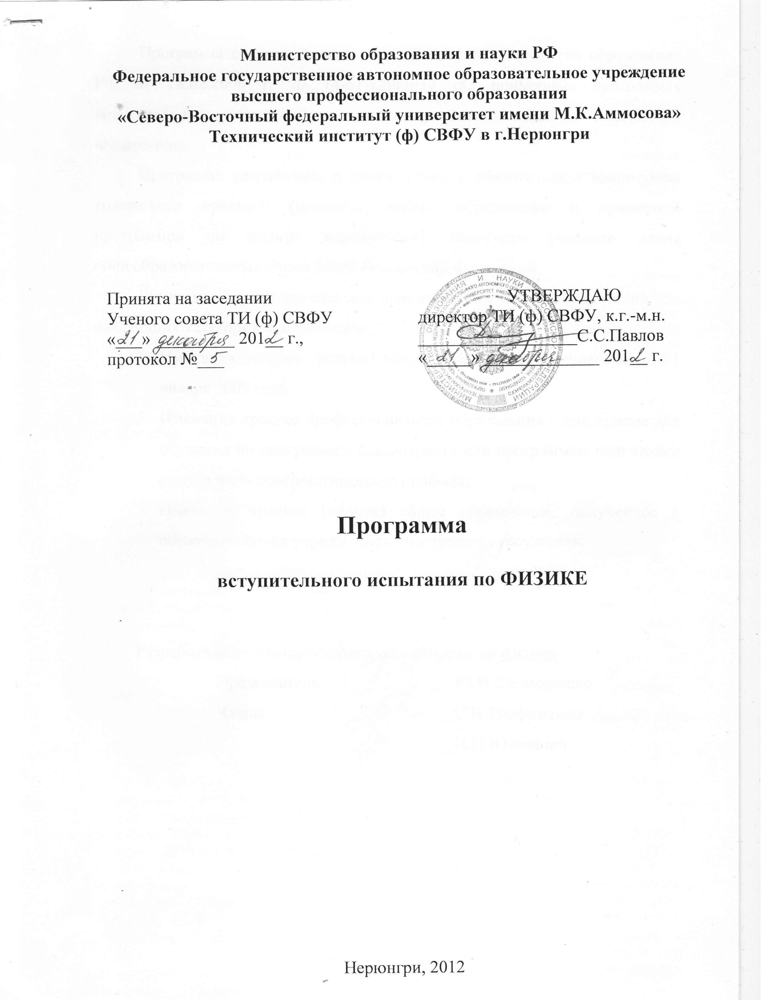 Министерство образования и науки РФ
Федеральное государственное автономное образовательное учреждение
высшего профессионального образования
«Северо-Восточный федеральный университет имени М.К.Аммосова»
Технический институт (ф) СВФУ в г.Нерюнгри
Принята на заседании
Ученого совета ТИ (ф) СВФУ
«21» декабря 2012 г.,
протокол № 5
УТВЕРЖДАЮ
директор ТИ (ф) СВФУ, к.г.-м.н.
С.С.Павлов
«21» декабря 2012 г.
Программа
вступительного испытания по ФИЗИКЕ
Нерюнгри, 2012